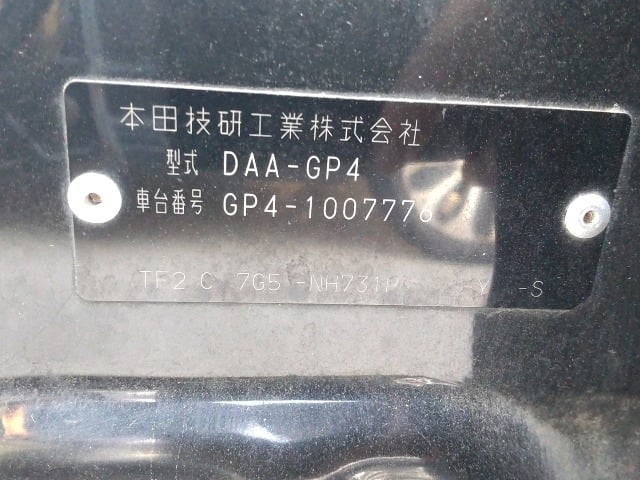 本田技研工業株式会社
型式 DAA-GP4
車台番号 GP4-1007776
TF2 C 7G5 -NH731P Y -S